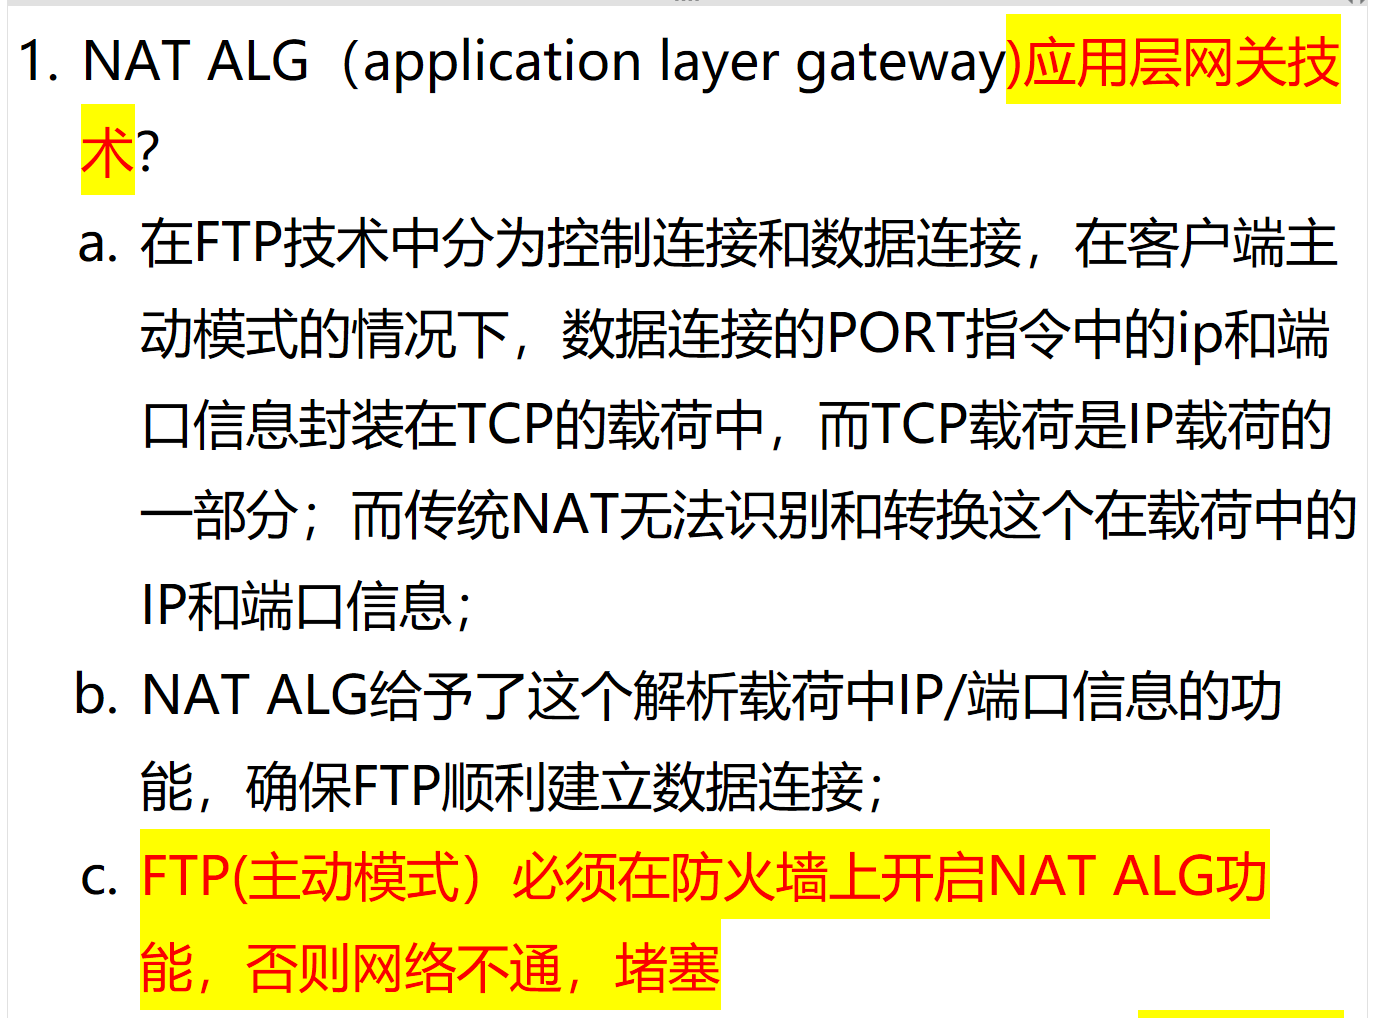 1. NAT ALG（application layer gateway)应用层网关技
术?
a. 在FTP技术中分为控制连接和数据连接，在客户端主
动模式的情况下，数据连接的PORT指令中的ip和端
口信息封装在TCP的载荷中，而TCP载荷是IP载荷的
一部分；而传统NAT无法识别和转换这个在载荷中的
IP和端口信息；
b. NAT ALG给予了这个解析载荷中IP/端口信息的功
能，确保FTP顺利建立数据连接；
c. FTP(主动模式）必须在防火墙上开启NAT ALG功
能，否则网络不通，堵塞